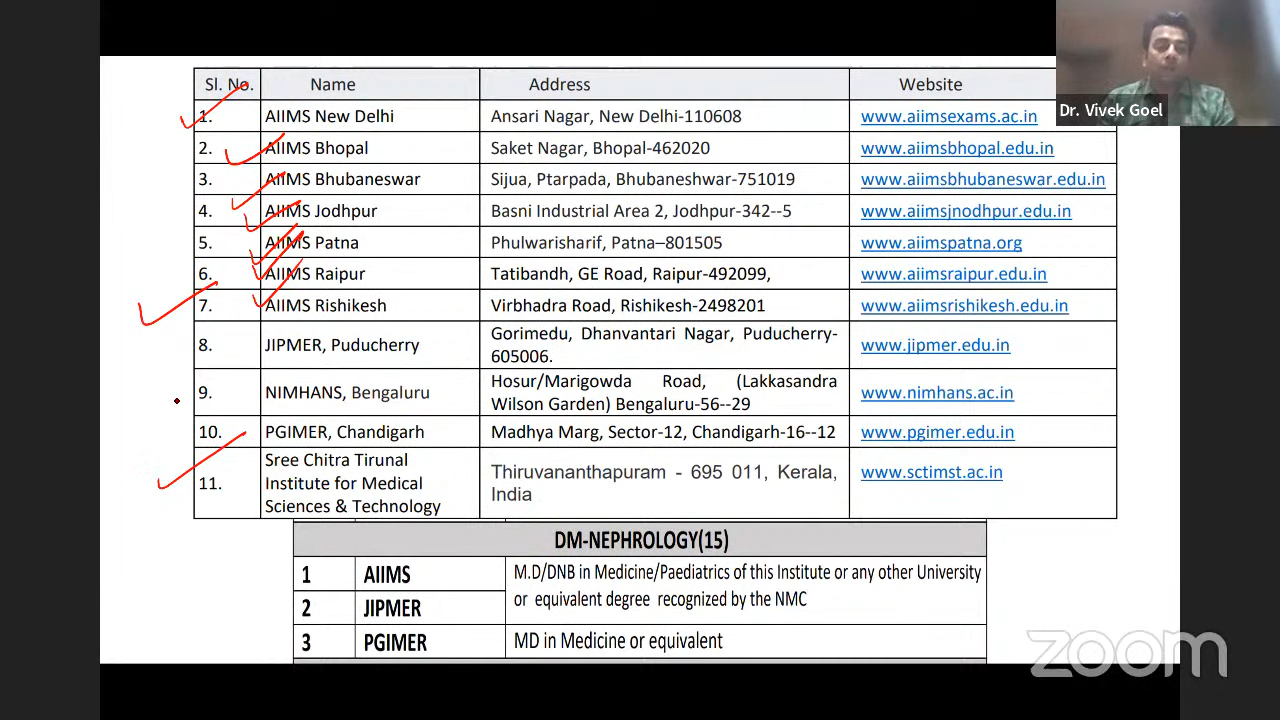 Sl. No. Name Address Website
1. AIIMS New Delhi Ansari Nagar, New Delhi-110608 www.aiimsexams.ac.in
Dr. Vivek Goel
2. AIIMS Bhopal Saket Nagar, Bhopal-462020 www.aiimsbhopal.edu.in
3. AIIMS Bhubaneswar Sijua, Ptarpada, Bhubaneshwar-751019 www.aiimsbhubaneswar.edu.in
4. AIIMS Jodhpur Basni Industrial Area 2, Jodhpur-342--5 www.aiimsjnodhpur.edu.in
5. AIIMS Patna Phulwarisharif, Patna–801505 www.aiimspatna.org
6. AIIMS Raipur Tatibandh, GE Road, Raipur-492099, www.aiimsraipur.edu.in
7. AIIMS Rishikesh Virbhadra Road, Rishikesh-2498201 www.aiimsrishikesh.edu.in
8. JIPMER, Puducherry Gorimedu, Dhanvantari Nagar, Puducherry- www.jipmer.edu.in
605006.
9. NIMHANS, Bengaluru Hosur/Marigowda Road, (Lakkasandra www.nimhans.ac.in
Wilson Garden) Bengaluru-56--29
10. PGIMER, Chandigarh Madhya Marg, Sector-12, Chandigarh-16--12 www.pgimer.edu.in
11. Sree Chitra Tirunal Thiruvananthapuram - 695 011, Kerala, www.sctimst.ac.in
Institute for Medical India
Sciences & Technology
DM-NEPHROLOGY(15)
1 AIIMS M.D/DNB in Medicine/Paediatrics of this Institute or any other University
2 JIPMER or equivalent degree recognized by the NMC
3 PGIMER MD in Medicine or equivalent
zoom